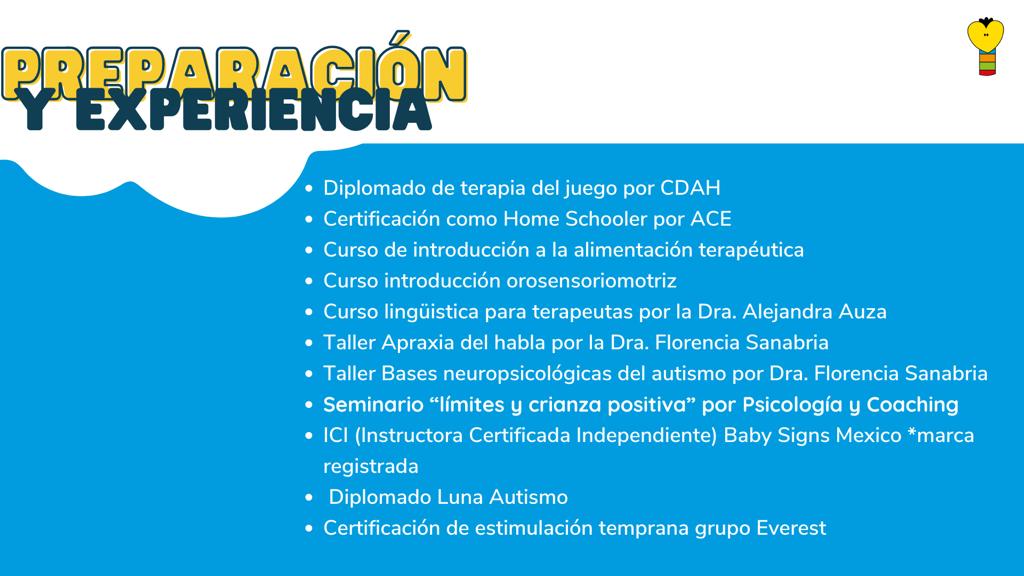 PREPARACIÓN
Y EXPERIENCIA
• Diplomado de terapia del juego por CDAH
• Certificación como Home Schooler por ACE
• Curso de introducción a la alimentación terapéutica
• Curso introducción orosensoriomotriz
• Curso lingüistica para terapeutas por la Dra. Alejandra Auza
• Taller Apraxia del habla por la Dra. Florencia Sanabria
• Taller Bases neuropsicológicas del autismo por Dra. Florencia Sanabria
• Seminario “límites y crianza positiva” por Psicología y Coaching
• ICI (Instructora Certificada Independiente) Baby Signs Mexico *marca
registrada
• Diplomado Luna Autismo
• Certificación de estimulación temprana grupo Everest